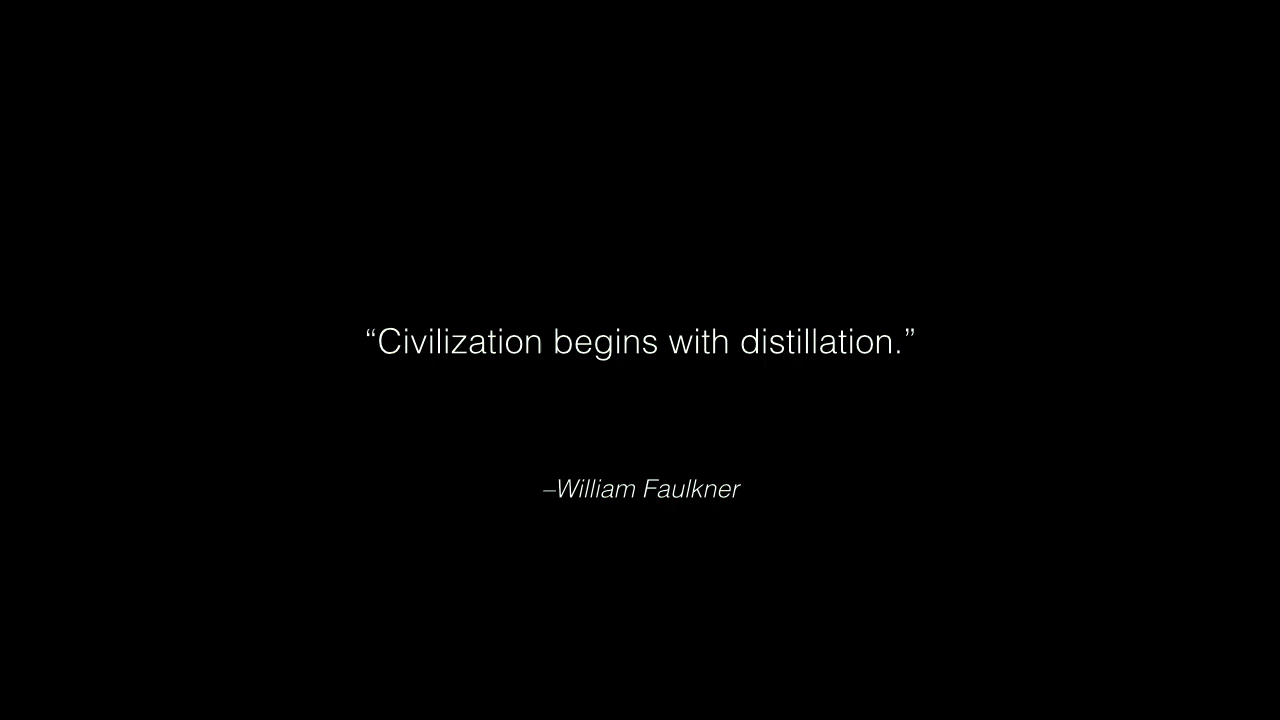 “Civilization begins with distillation.”
–William Faulkner